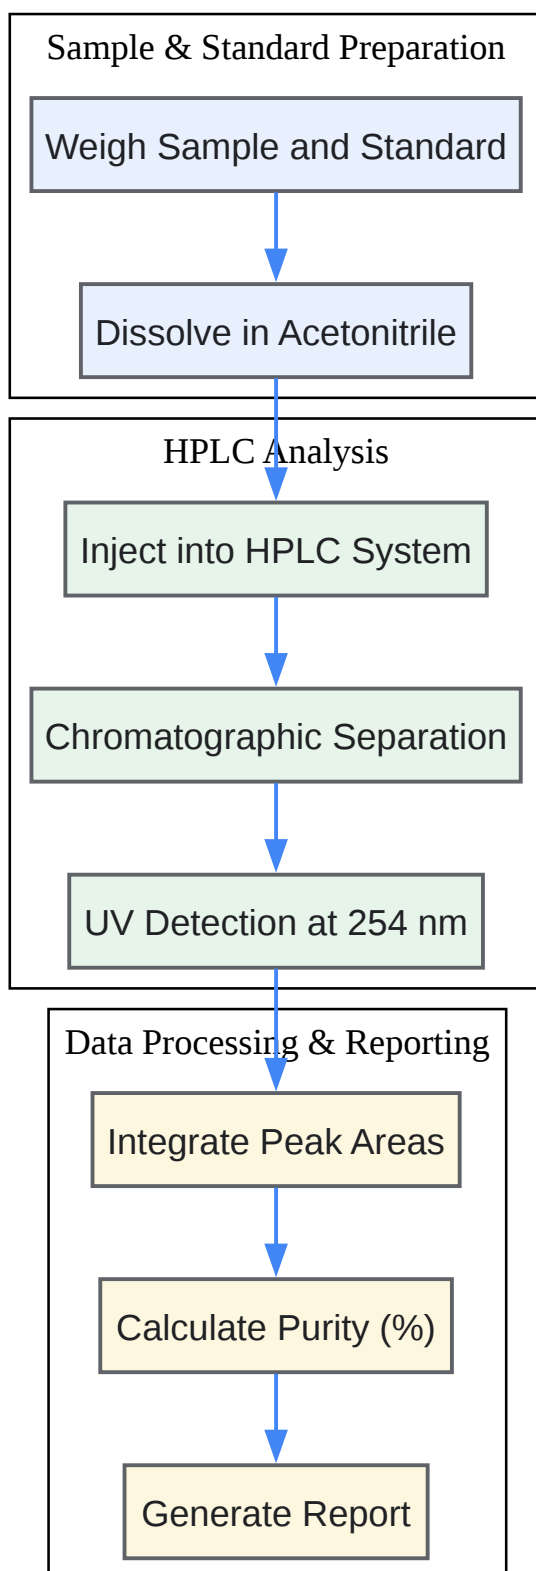 Sample & Standard Preparation
Weigh Sample and Standard
Dissolve in Acetonitrile
HPLC Analysis
Inject into HPLC System
Chromatographic Separation
UV Detection at 254 nm
Data Processing & Reporting
Integrate Peak Areas
Calculate Purity (%)
Generate Report